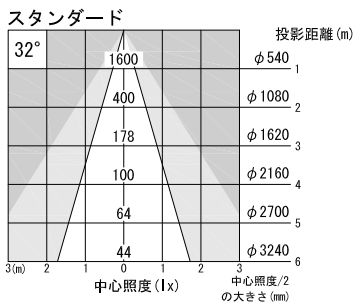 スタンダード
投影距離(m)
32°
1600 φ540
1
400 φ1080
2
178 φ1620
3
100 φ2160
4
64 φ2700
5
44 φ3240
6
3(m) 2 1 0 1 2 3
中心照度(lx)
中心照度/2
の大きさ(mm)